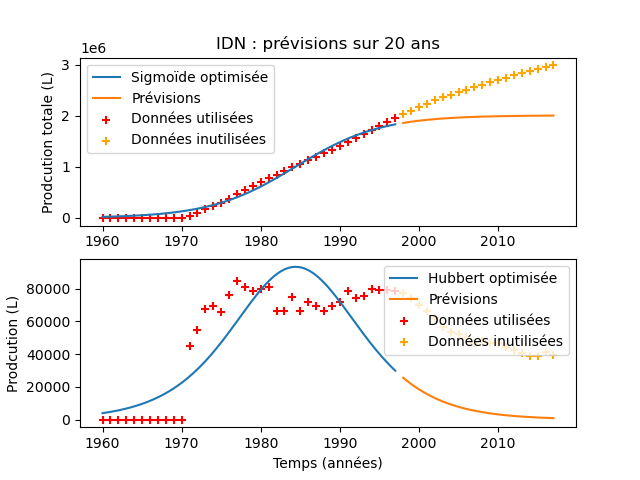 IDN : prévisions sur 20 ans
1e6
Prodcution totale (L)
3
2
1
0
Sigmoïde optimisée
Prévisions
Données utilisées
Données inutilisées
1960 1970 1980 1990 2000 2010
Prodcution (L)
80000
60000
40000
20000
0
Hubbert optimisée
Prévisions
Données utilisées
Données inutilisées
1960 1970 1980 1990 2000 2010
Temps (années)